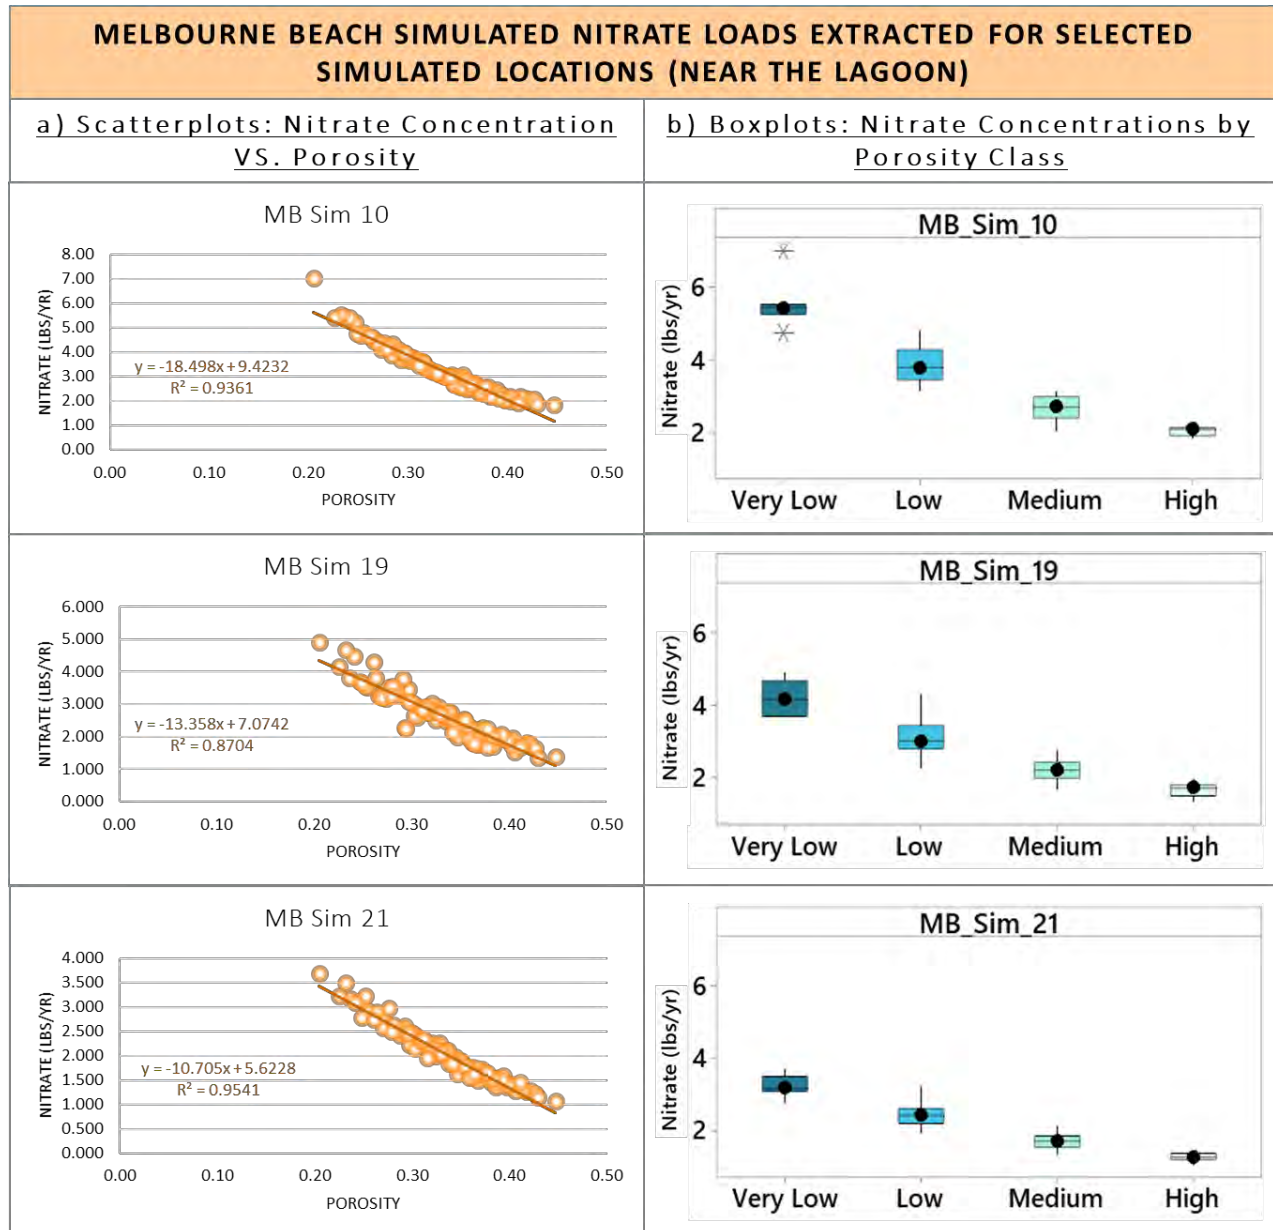 MELBOURNE BEACH SIMULATED NITRATE LOADS EXTRACTED FOR SELECTED
SIMULATED LOCATIONS (NEAR THE LAGOON)
a) Scatterplots: Nitrate Concentration
VS. Porosity
b) Boxplots: Nitrate Concentrations by
Porosity Class
MB Sim 10
8.00
7.00
6.00
5.00
4.00
3.00
2.00
1.00
0.00
NITRATE (LBS/YR)
y = -18.498x + 9.4232
R² = 0.9361
0.00 0.10 0.20 0.30 0.40 0.50
POROSITY
MB_Sim_10
Nitrate (lbs/yr)
6
4
2
Very Low Low Medium High
MB Sim 19
6.000
5.000
4.000
3.000
2.000
1.000
0.000
NITRATE (LBS/YR)
y = -13.358x + 7.0742
R² = 0.8704
0.00 0.10 0.20 0.30 0.40 0.50
POROSITY
MB_Sim_19
Nitrate (lbs/yr)
6
4
2
Very Low Low Medium High
MB Sim 21
4.000
3.500
3.000
2.500
2.000
1.500
1.000
0.500
0.000
NITRATE (LBS/YR)
y = -10.705x + 5.6228
R² = 0.9541
0.00 0.10 0.20 0.30 0.40 0.50
POROSITY
MB_Sim_21
Nitrate (lbs/yr)
6
4
2
Very Low Low Medium High